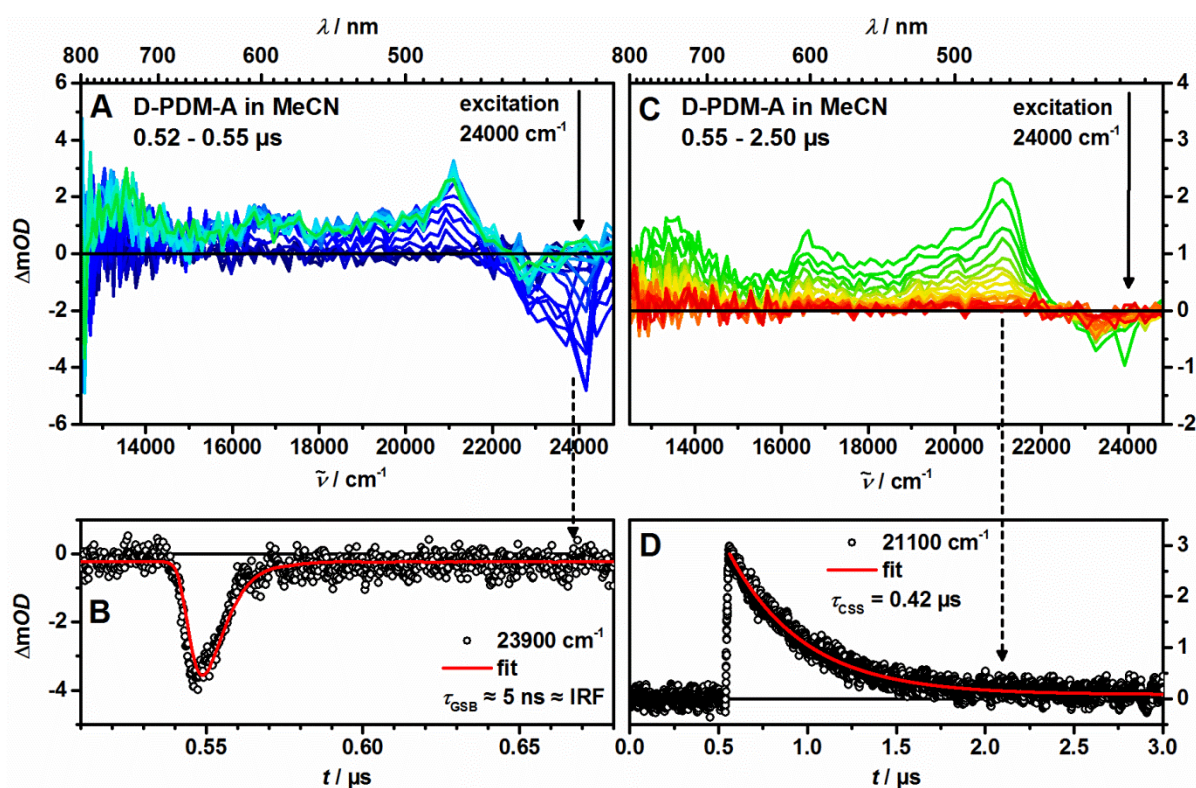 λ / nm
800 700 600 500
A
D-PDM-A in MeCN
0.52 - 0.55 µs
excitation
24000 cm⁻¹
6
4
2
0
-2
-4
-6
ΔmOD
14000 16000 18000 20000 22000 24000
ṽ / cm⁻¹
λ / nm
800 700 600 500
C
D-PDM-A in MeCN
0.55 - 2.50 µs
excitation
24000 cm⁻¹
4
3
2
1
0
-1
-2
14000 16000 18000 20000 22000 24000
ṽ / cm⁻¹
B
0
-2
-4
ΔmOD
23900 cm⁻¹
fit
τGSB ≈ 5 ns ≈ IRF
0.55 0.60 0.65
t / µs
D
21100 cm⁻¹
fit
τCSS = 0.42 µs
3
2
1
0
0.0 0.5 1.0 1.5 2.0 2.5 3.0
t / µs